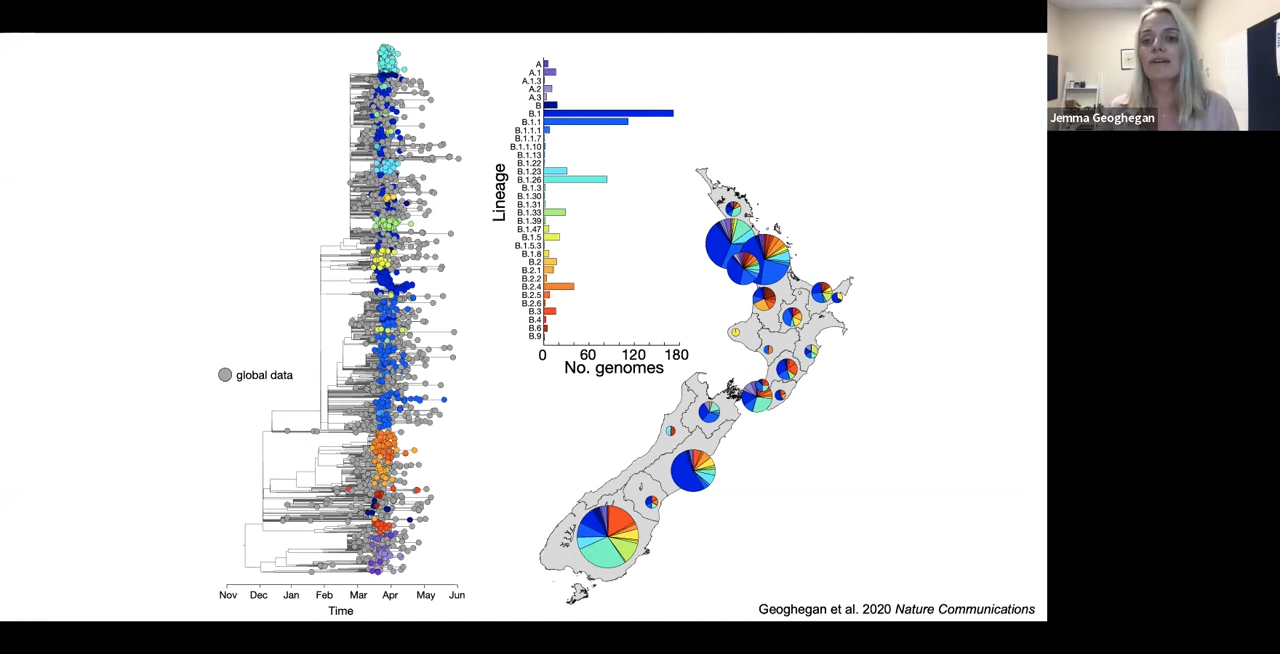 Jemma Geoghegan
A
A.1
A.1.3
A.2
A.3
B
B.1
B.1.1
B.1.1.1
B.1.1.7
B.1.1.10
B.1.13
B.1.22
B.1.23
B.1.26
B.1.3
B.1.30
B.1.31
B.1.33
B.1.39
B.1.47
B.1.5
B.1.5.3
B.1.8
B.2
B.2.1
B.2.2
B.2.4
B.2.5
B.2.6
B.3
B.4
B.6
B.9
Lineage
0 60 120 180
No. genomes
global data
Nov Dec Jan Feb Mar Apr May Jun
Time
Geoghegan et al. 2020 Nature Communications